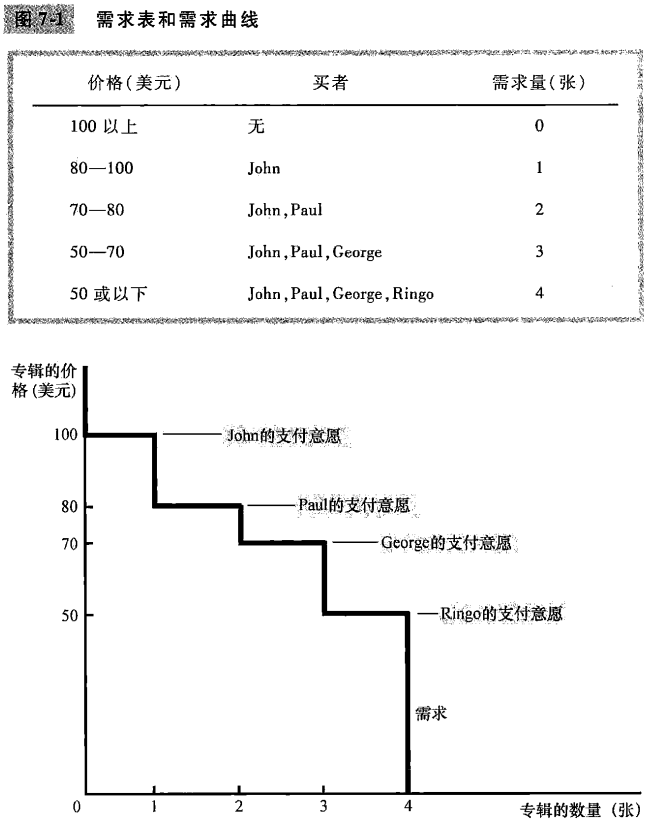 图 7-1 需求表和需求曲线
价格(美元) 买者 需求量(张)
100 以上 无 0
80—100 John 1
70—80 John,Paul 2
50—70 John,Paul,George 3
50 或以下 John,Paul,George,Ringo 4
专辑的价
格(美元)
100 John的支付意愿
80 Paul的支付意愿
70 George的支付意愿
50 Ringo的支付意愿
需求
0 1 2 3 4 专辑的数量(张)